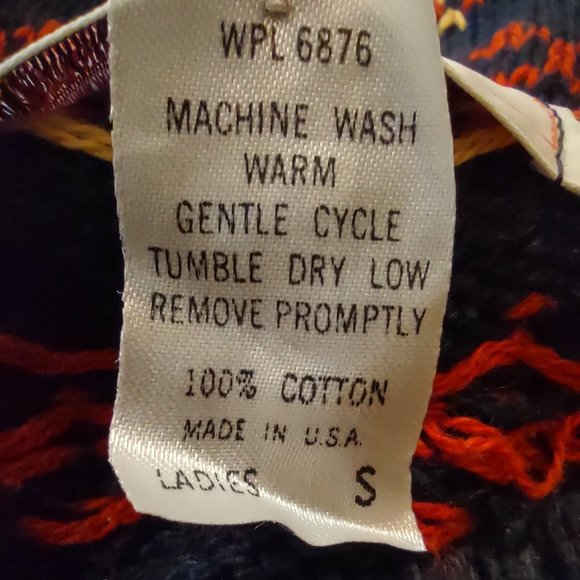 WPL 6876
MACHINE WASH
WARM
GENTLE CYCLE
TUMBLE DRY LOW
REMOVE PROMPTLY
100% COTTON
MADE IN U.S.A.
LADIES S